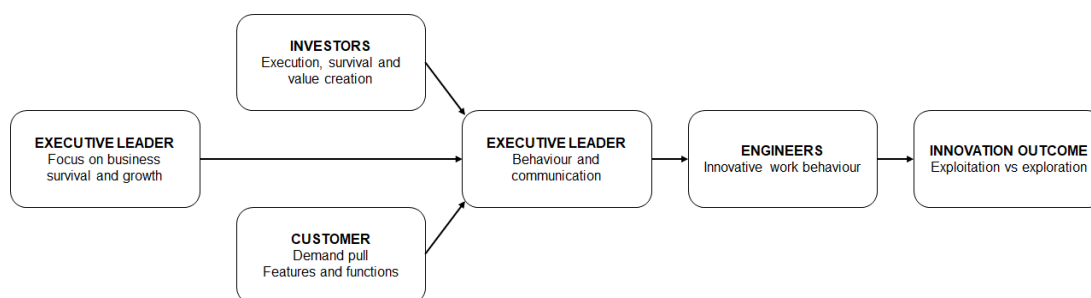 INVESTORS
Execution, survival and
value creation
EXECUTIVE LEADER
Focus on business
survival and growth
EXECUTIVE LEADER
Behaviour and
communication
ENGINEERS
Innovative work behaviour
INNOVATION OUTCOME
Exploitation vs exploration
CUSTOMER
Demand pull
Features and functions